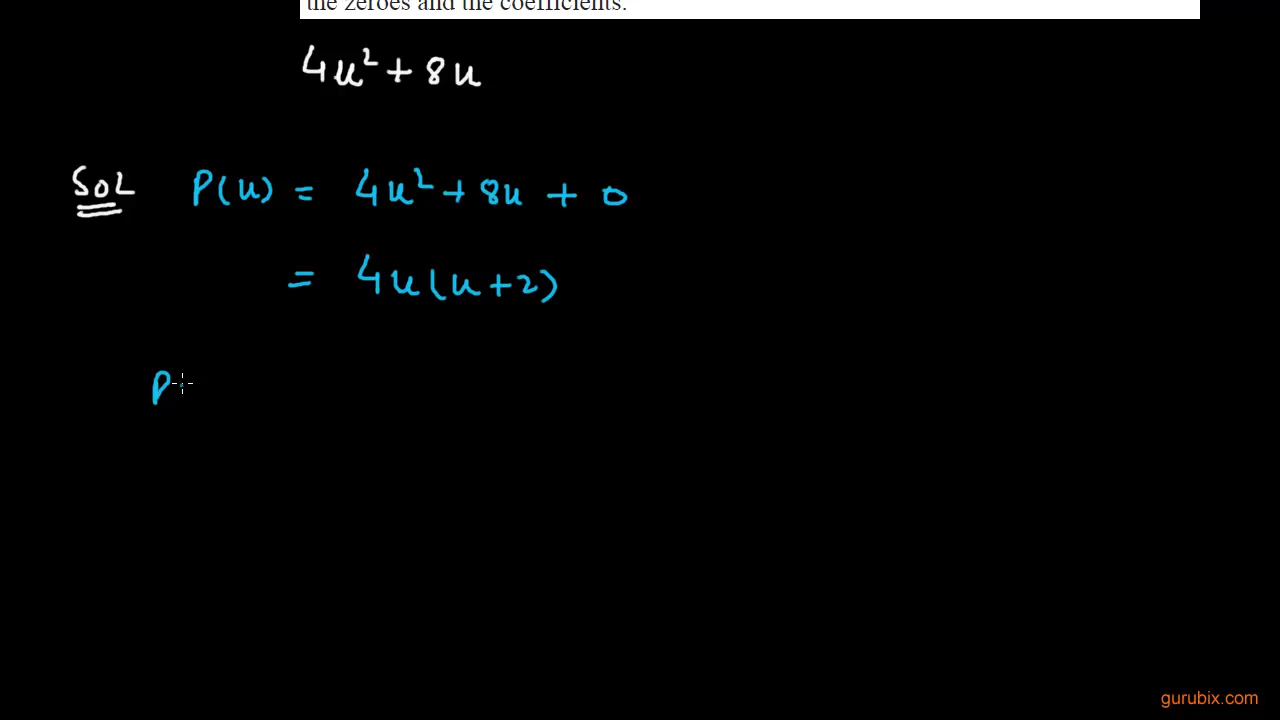 the zeroes and the coefficients.
4u² + 8u
SOL P(u) = 4u² + 8u + 0
= 4u(u+2)
P
gurubix.com